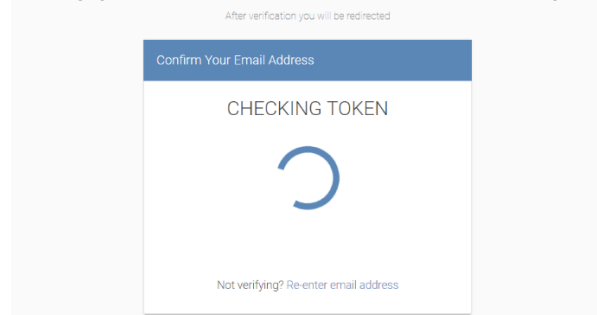 After verification you will be redirected
Confirm Your Email Address
CHECKING TOKEN
Not verifying? Re-enter email address